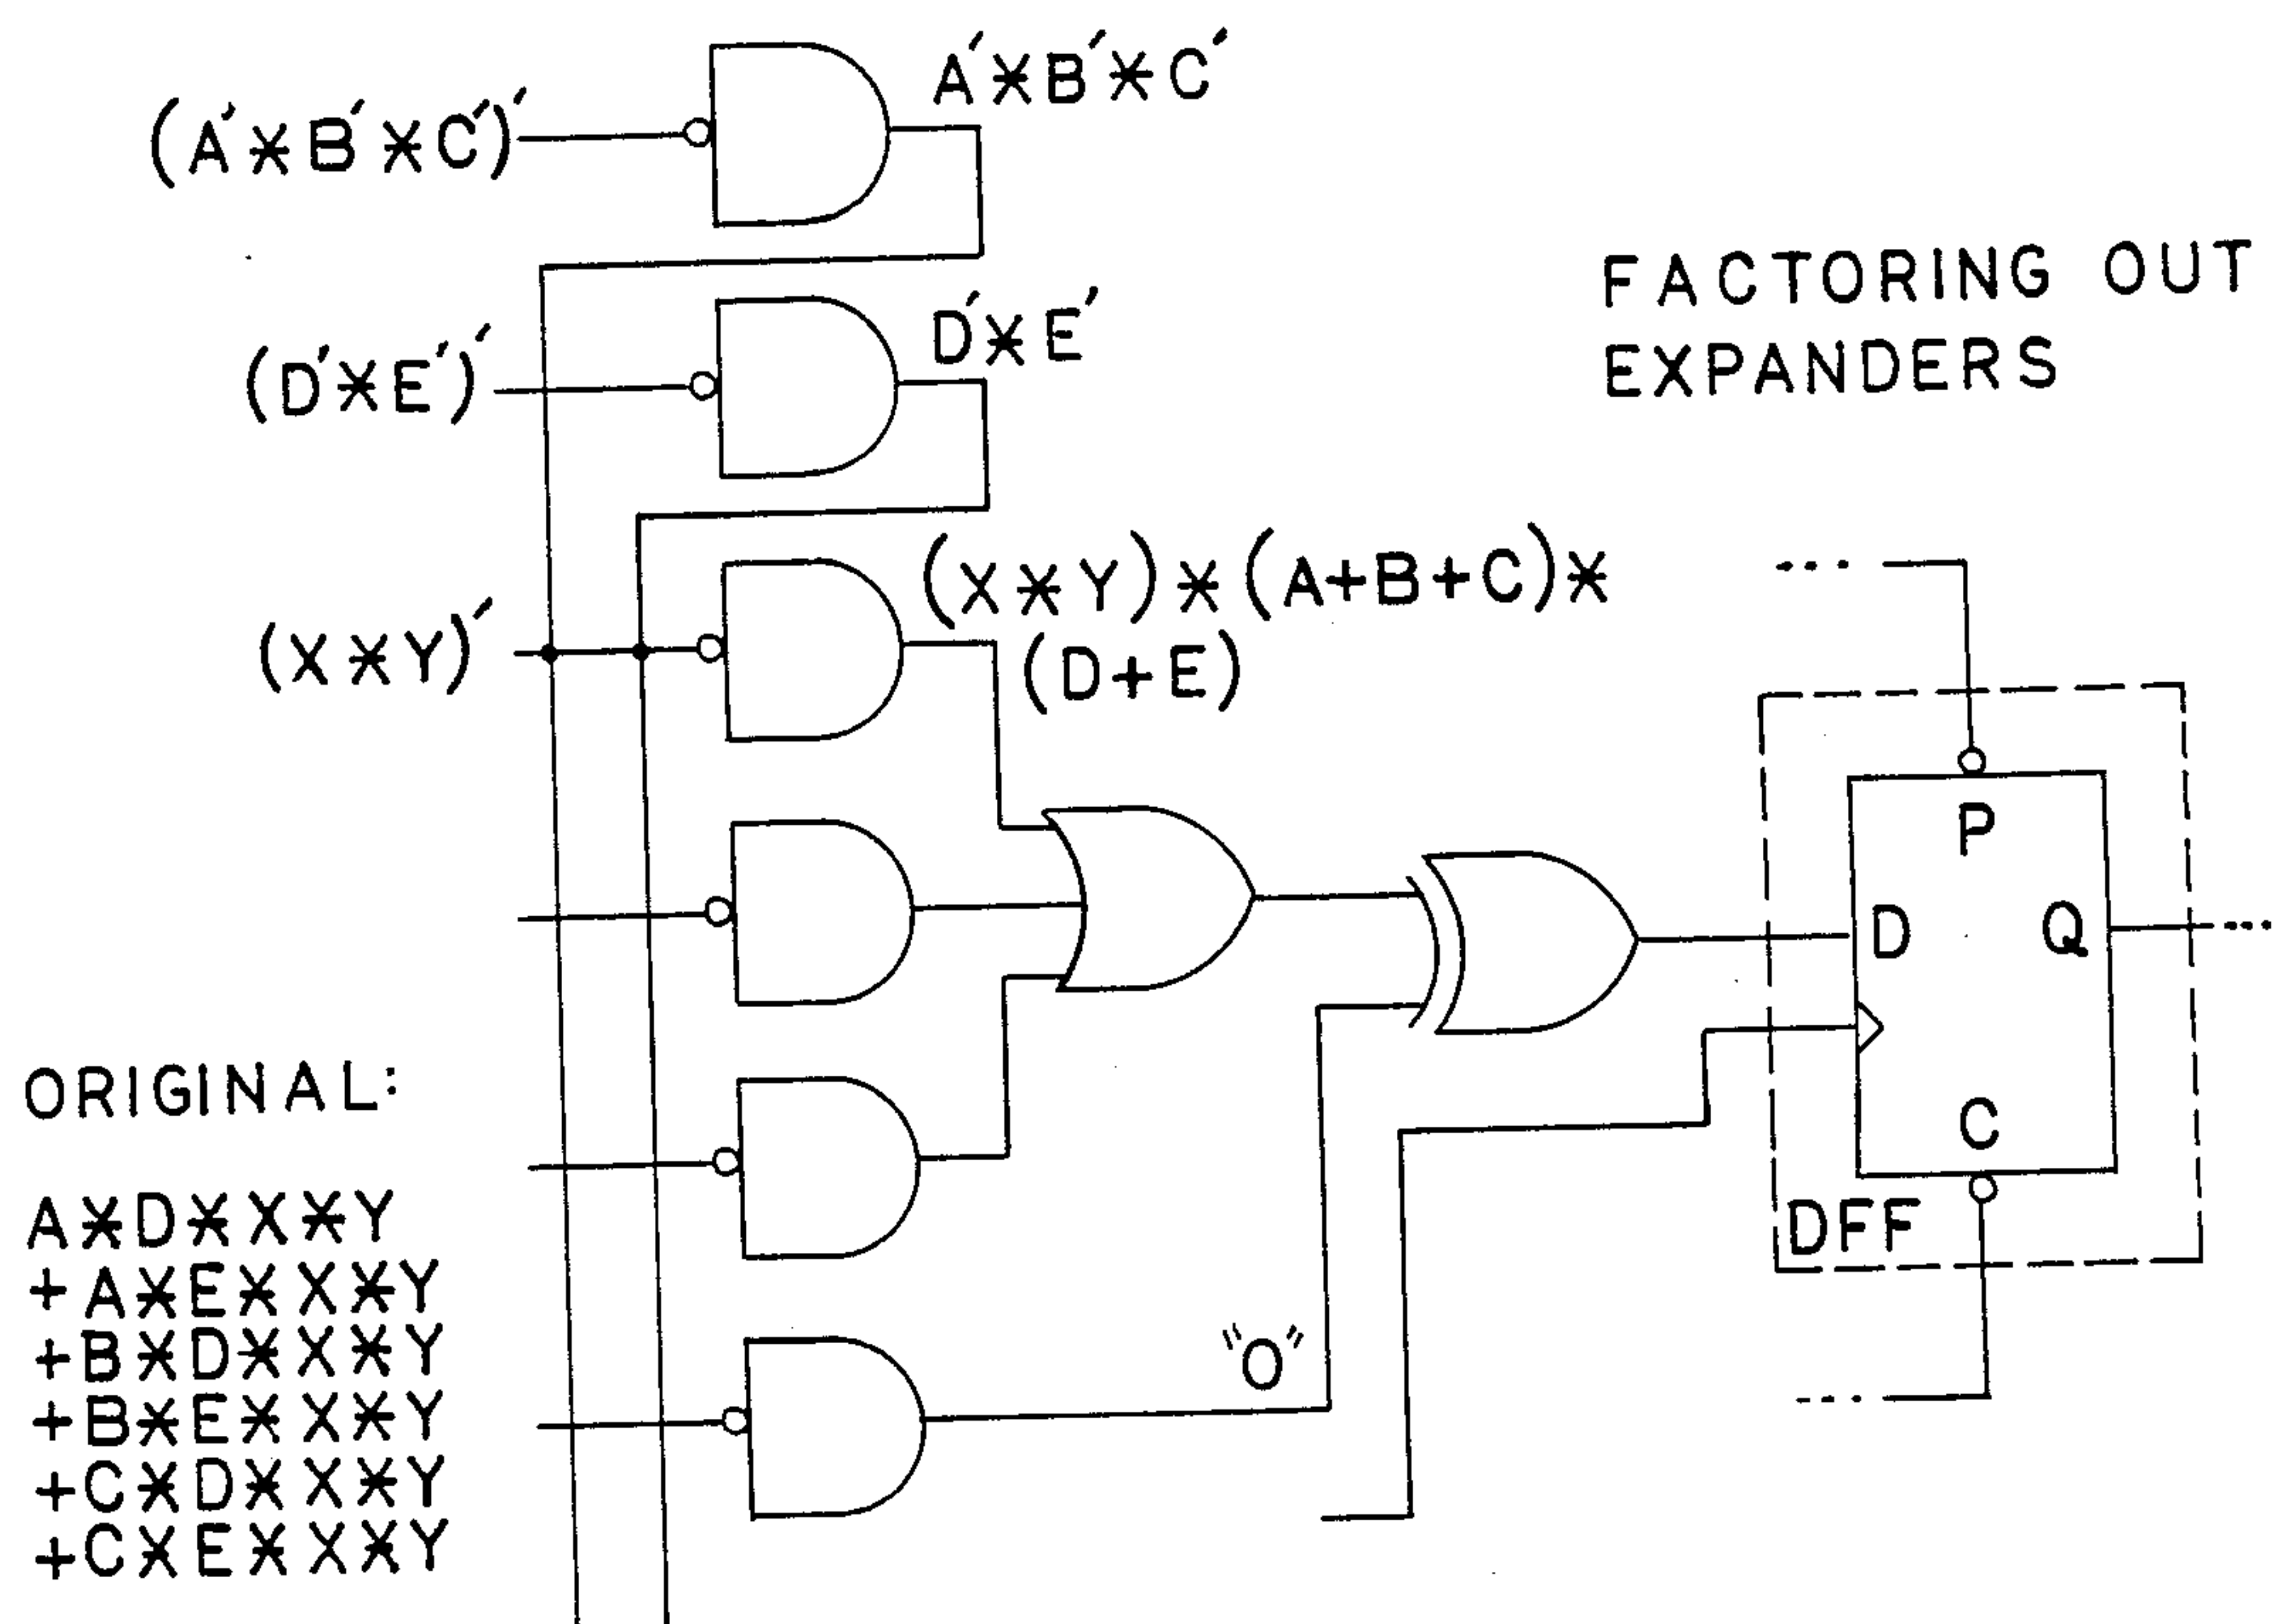 A'*B'*C'
(A'*B'*C')'
FACTORING OUT
EXPANDERS
D'*E'
(D'*E')'
(X*Y)*(A+B+C)*
(D+E)
(X*Y)'
P
D
Q
C
DFF
"0"
ORIGINAL:
A*D*X*Y
+A*E*X*Y
+B*D*X*Y
+B*E*X*Y
+C*D*X*Y
+C*E*X*Y